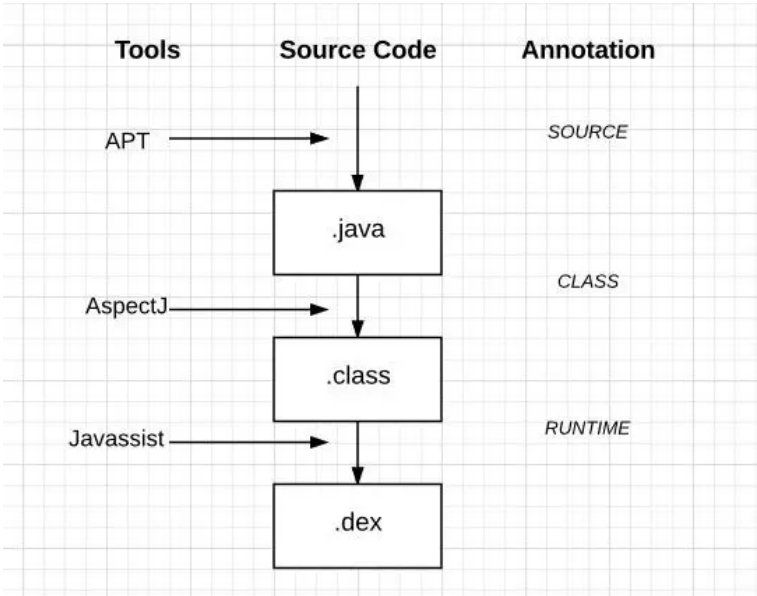 Tools Source Code Annotation
APT SOURCE
.java
CLASS
AspectJ
.class
Javassist RUNTIME
.dex